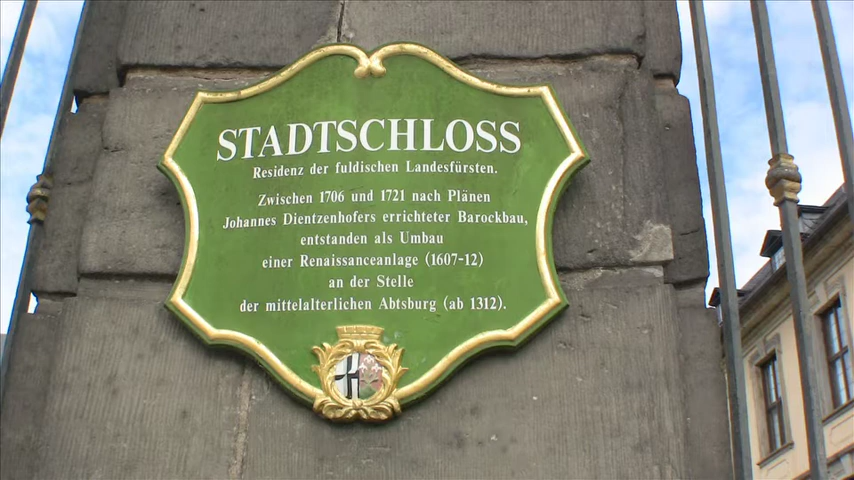 STADTSCHLOSS
Residenz der fuldischen Landesfürsten.
Zwischen 1706 und 1721 nach Plänen
Johannes Dientzenhofers errichteter Barockbau,
entstanden als Umbau
einer Renaissanceanlage (1607-12)
an der Stelle
der mittelalterlichen Abtsburg (ab 1312).